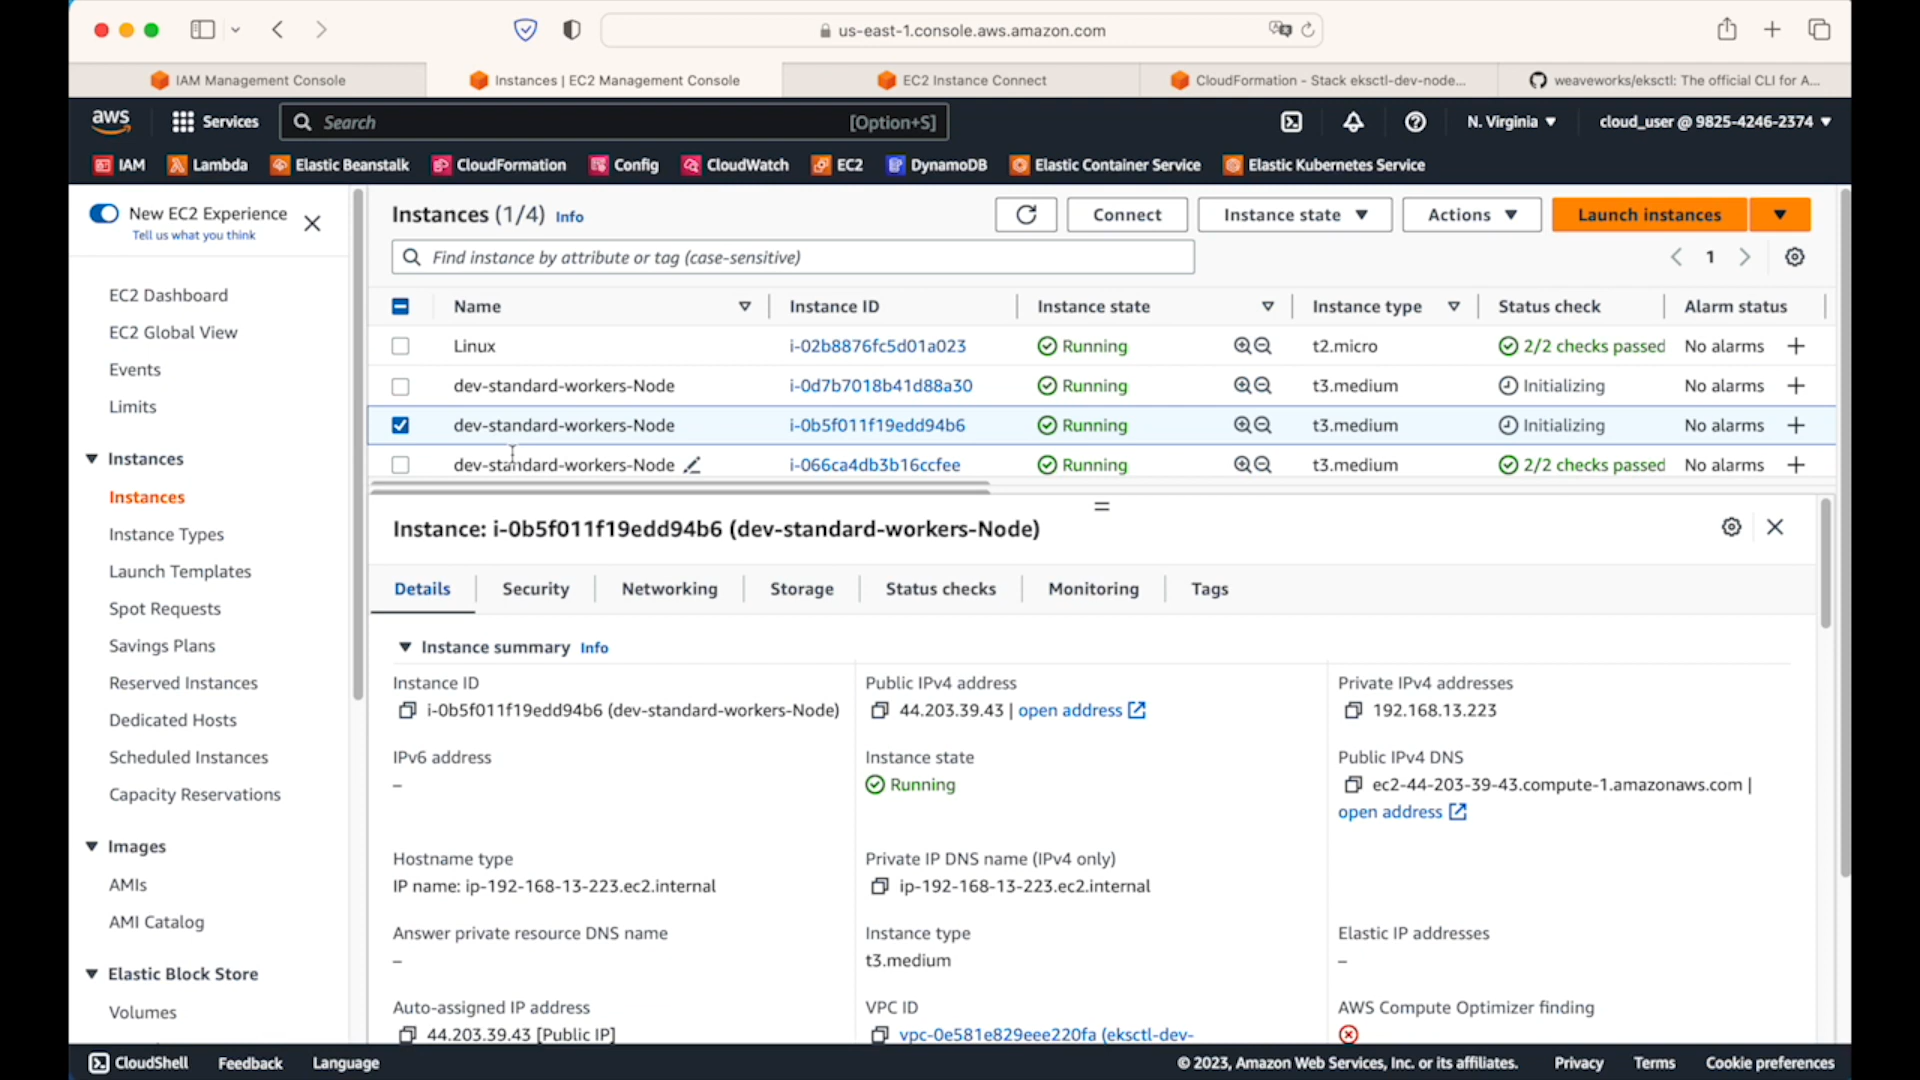 us-east-1.console.aws.amazon.com
IAM Management Console
Instances | EC2 Management Console
EC2 Instance Connect
CloudFormation - Stack eksctl-dev-node...
weaveworks/eksctl: The official CLI for A...
aws
Services
Search
[Option+S]
N. Virginia
cloud_user @ 9825-4246-2374
IAM
Lambda
Elastic Beanstalk
CloudFormation
Config
CloudWatch
EC2
DynamoDB
Elastic Container Service
Elastic Kubernetes Service
New EC2 Experience
Tell us what you think
EC2 Dashboard
EC2 Global View
Events
Limits
Instances
Instances
Instance Types
Launch Templates
Spot Requests
Savings Plans
Reserved Instances
Dedicated Hosts
Scheduled Instances
Capacity Reservations
Images
AMIs
AMI Catalog
Elastic Block Store
Volumes
Instances (1/4) Info
Connect
Instance state
Actions
Launch instances
Find instance by attribute or tag (case-sensitive)
1
Name Instance ID Instance state Instance type Status check Alarm status
Linux i-02b8876fc5d01a023 Running t2.micro 2/2 checks passed No alarms +
dev-standard-workers-Node i-0d7b7018b41d88a30 Running t3.medium Initializing No alarms +
dev-standard-workers-Node i-0b5f011f19edd94b6 Running t3.medium Initializing No alarms +
dev-standard-workers-Node i-066ca4db3b16ccfee Running t3.medium 2/2 checks passed No alarms +
Instance: i-0b5f011f19edd94b6 (dev-standard-workers-Node)
Details
Security
Networking
Storage
Status checks
Monitoring
Tags
Instance summary Info
Instance ID
i-0b5f011f19edd94b6 (dev-standard-workers-Node)
Public IPv4 address
44.203.39.43 | open address
Private IPv4 addresses
192.168.13.223
IPv6 address
–
Instance state
Running
Public IPv4 DNS
ec2-44-203-39-43.compute-1.amazonaws.com |
open address
Hostname type
IP name: ip-192-168-13-223.ec2.internal
Private IP DNS name (IPv4 only)
ip-192-168-13-223.ec2.internal
Answer private resource DNS name
–
Instance type
t3.medium
Elastic IP addresses
–
Auto-assigned IP address
44.203.39.43 [Public IP]
VPC ID
vpc-0e581e829eee220fa (eksctl-dev-
AWS Compute Optimizer finding
CloudShell
Feedback
Language
© 2023, Amazon Web Services, Inc. or its affiliates.
Privacy
Terms
Cookie preferences